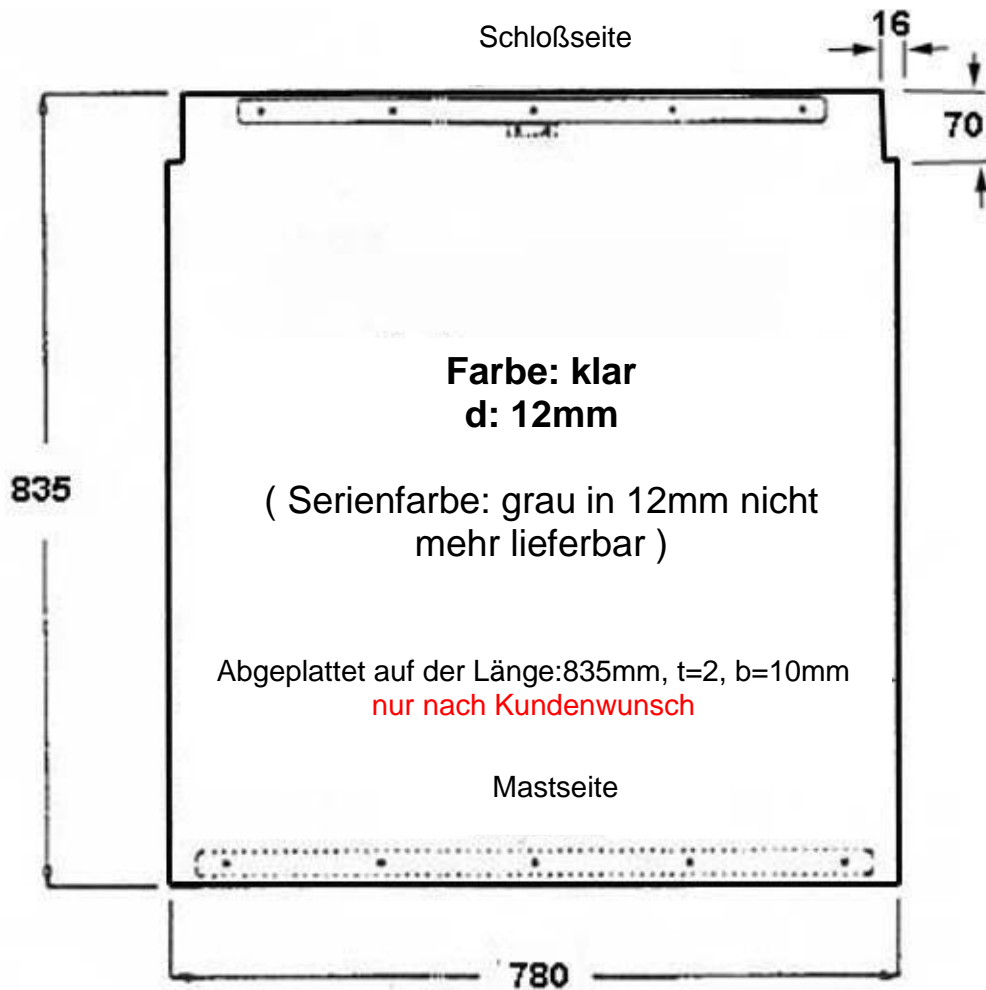 Schloßseite
16
70
Farbe: klar
d: 12mm
835
( Serienfarbe: grau in 12mm nicht
mehr lieferbar )
Abgeplattet auf der Länge:835mm, t=2, b=10mm
nur nach Kundenwunsch
Mastseite
780